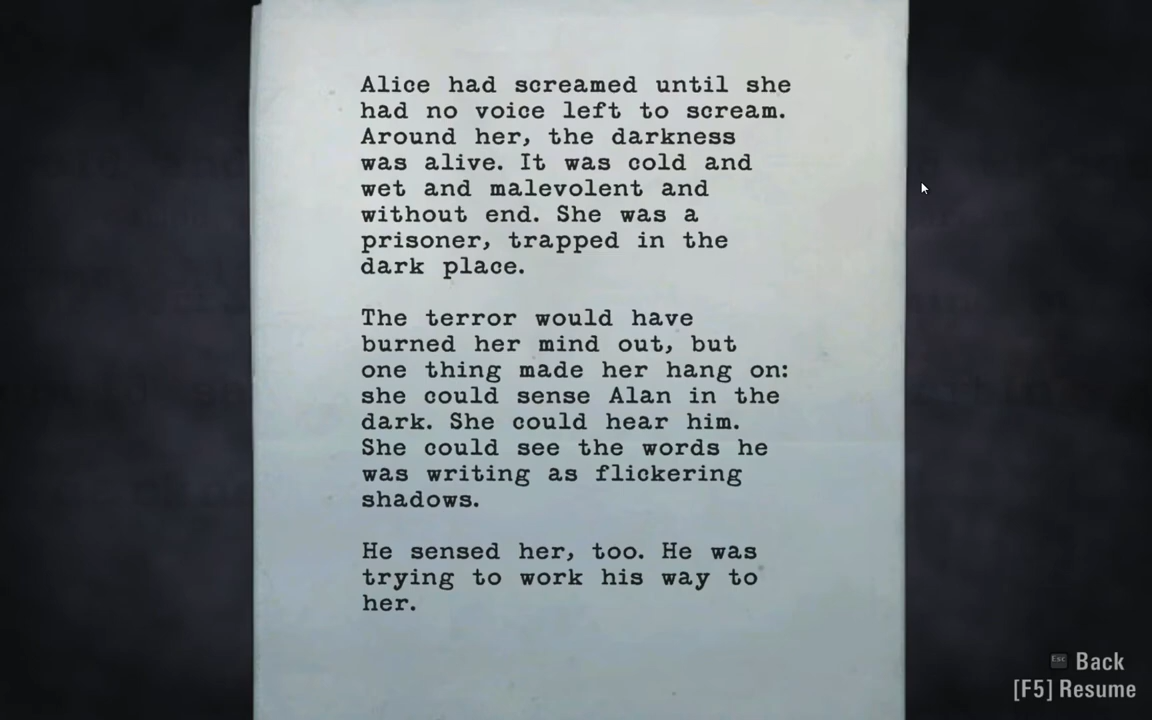 Alice had screamed until she
had no voice left to scream.
Around her, the darkness
was alive. It was cold and
wet and malevolent and
without end. She was a
prisoner, trapped in the
dark place.
The terror would have
burned her mind out, but
one thing made her hang on:
she could sense Alan in the
dark. She could hear him.
She could see the words he
was writing as flickering
shadows.
He sensed her, too. He was
trying to work his way to
her.
Esc Back
[F5] Resume